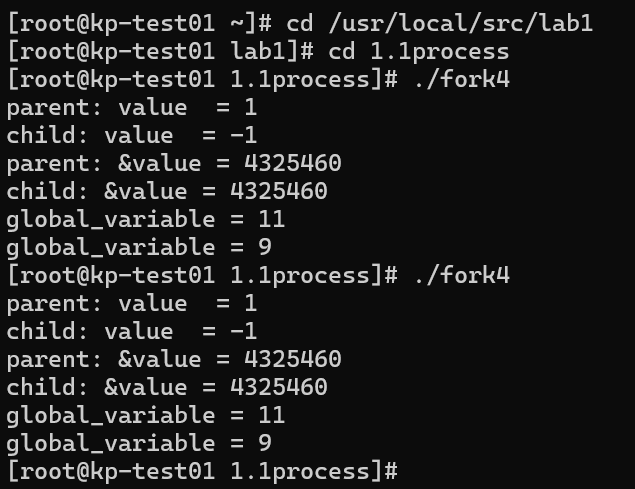 [root@kp-test01 ~]# cd /usr/local/src/lab1
[root@kp-test01 lab1]# cd 1.1process
[root@kp-test01 1.1process]# ./fork4
parent: value  = 1
child: value  = -1
parent: &value = 4325460
child: &value = 4325460
global_variable = 11
global_variable = 9
[root@kp-test01 1.1process]# ./fork4
parent: value  = 1
child: value  = -1
parent: &value = 4325460
child: &value = 4325460
global_variable = 11
global_variable = 9
[root@kp-test01 1.1process]#